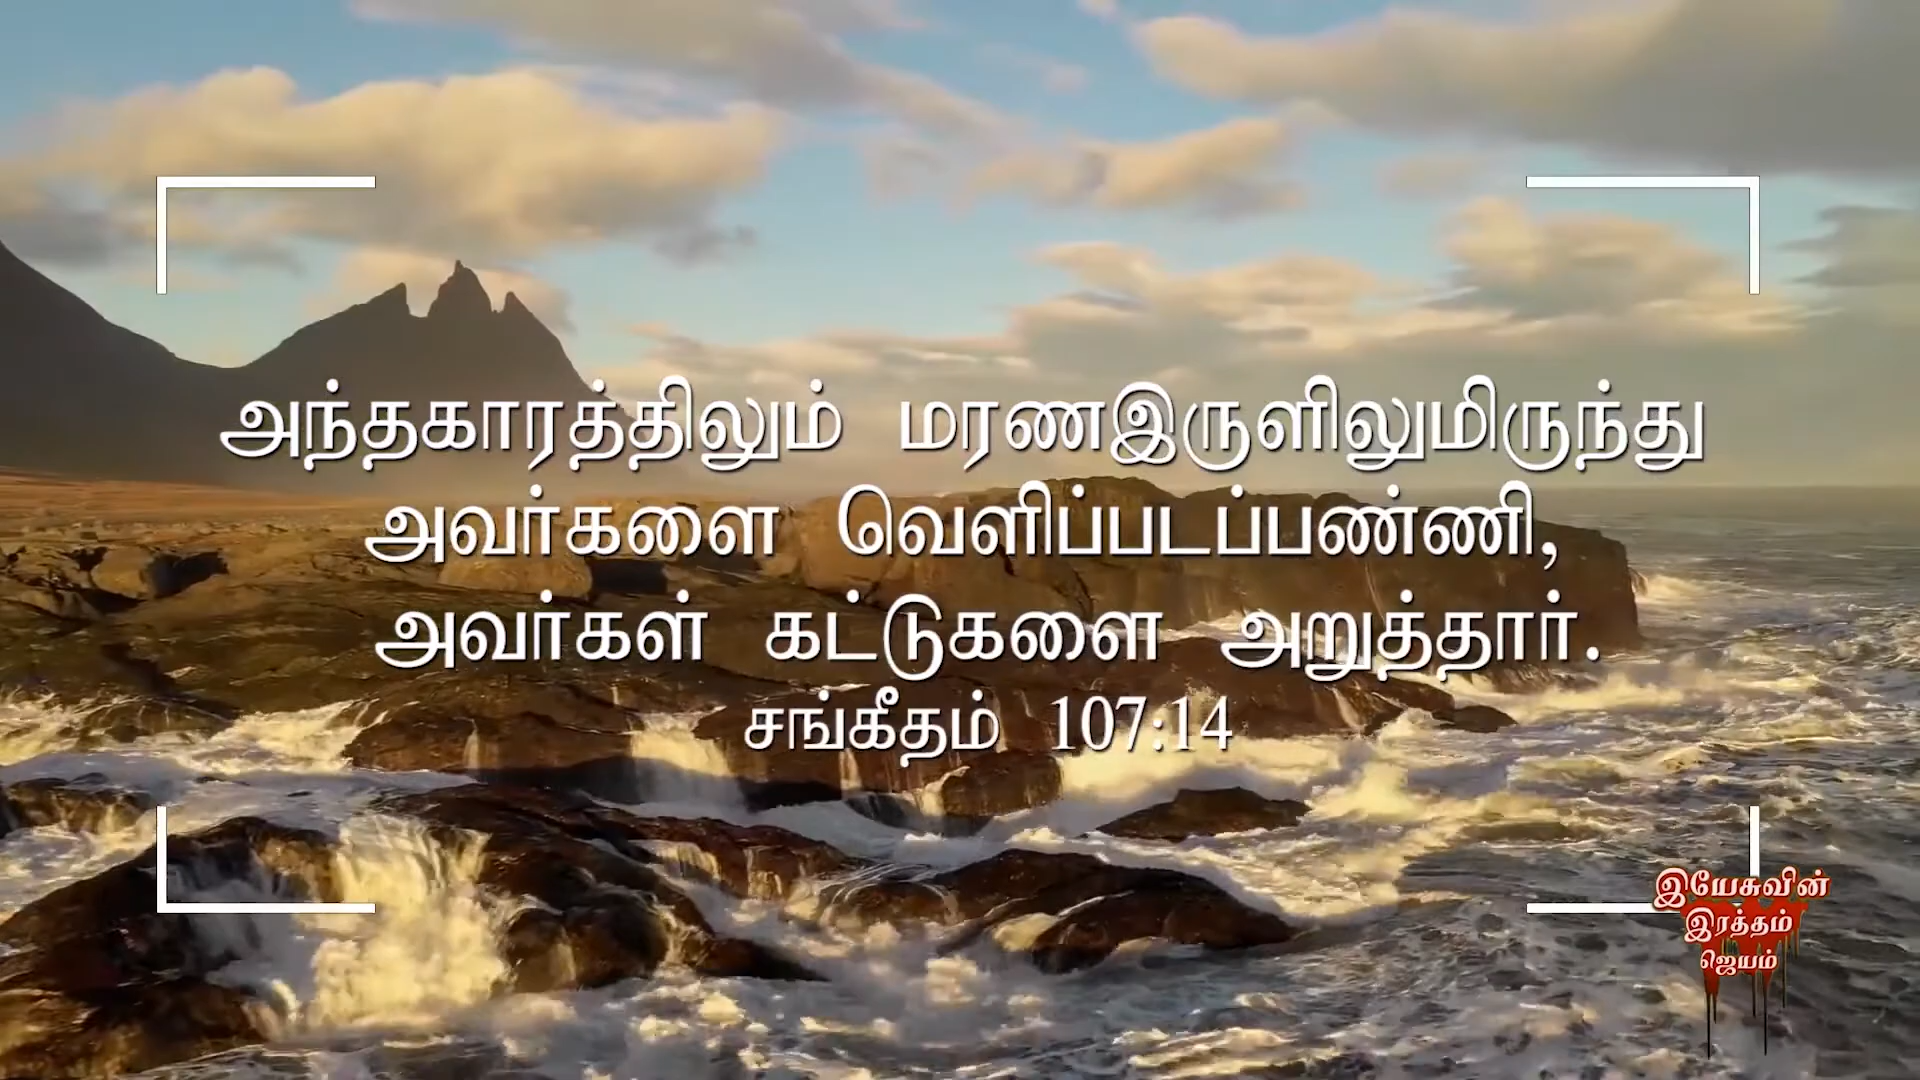 அந்தகாரத்திலும் மரணஇருளிலுமிருந்து
அவர்களை வெளிப்படப்பண்ணி,
அவர்கள் கட்டுகளை அறுத்தார்.
சங்கீதம் 107:14
இயேசுவின்
இரத்தம்
ஜெயம்